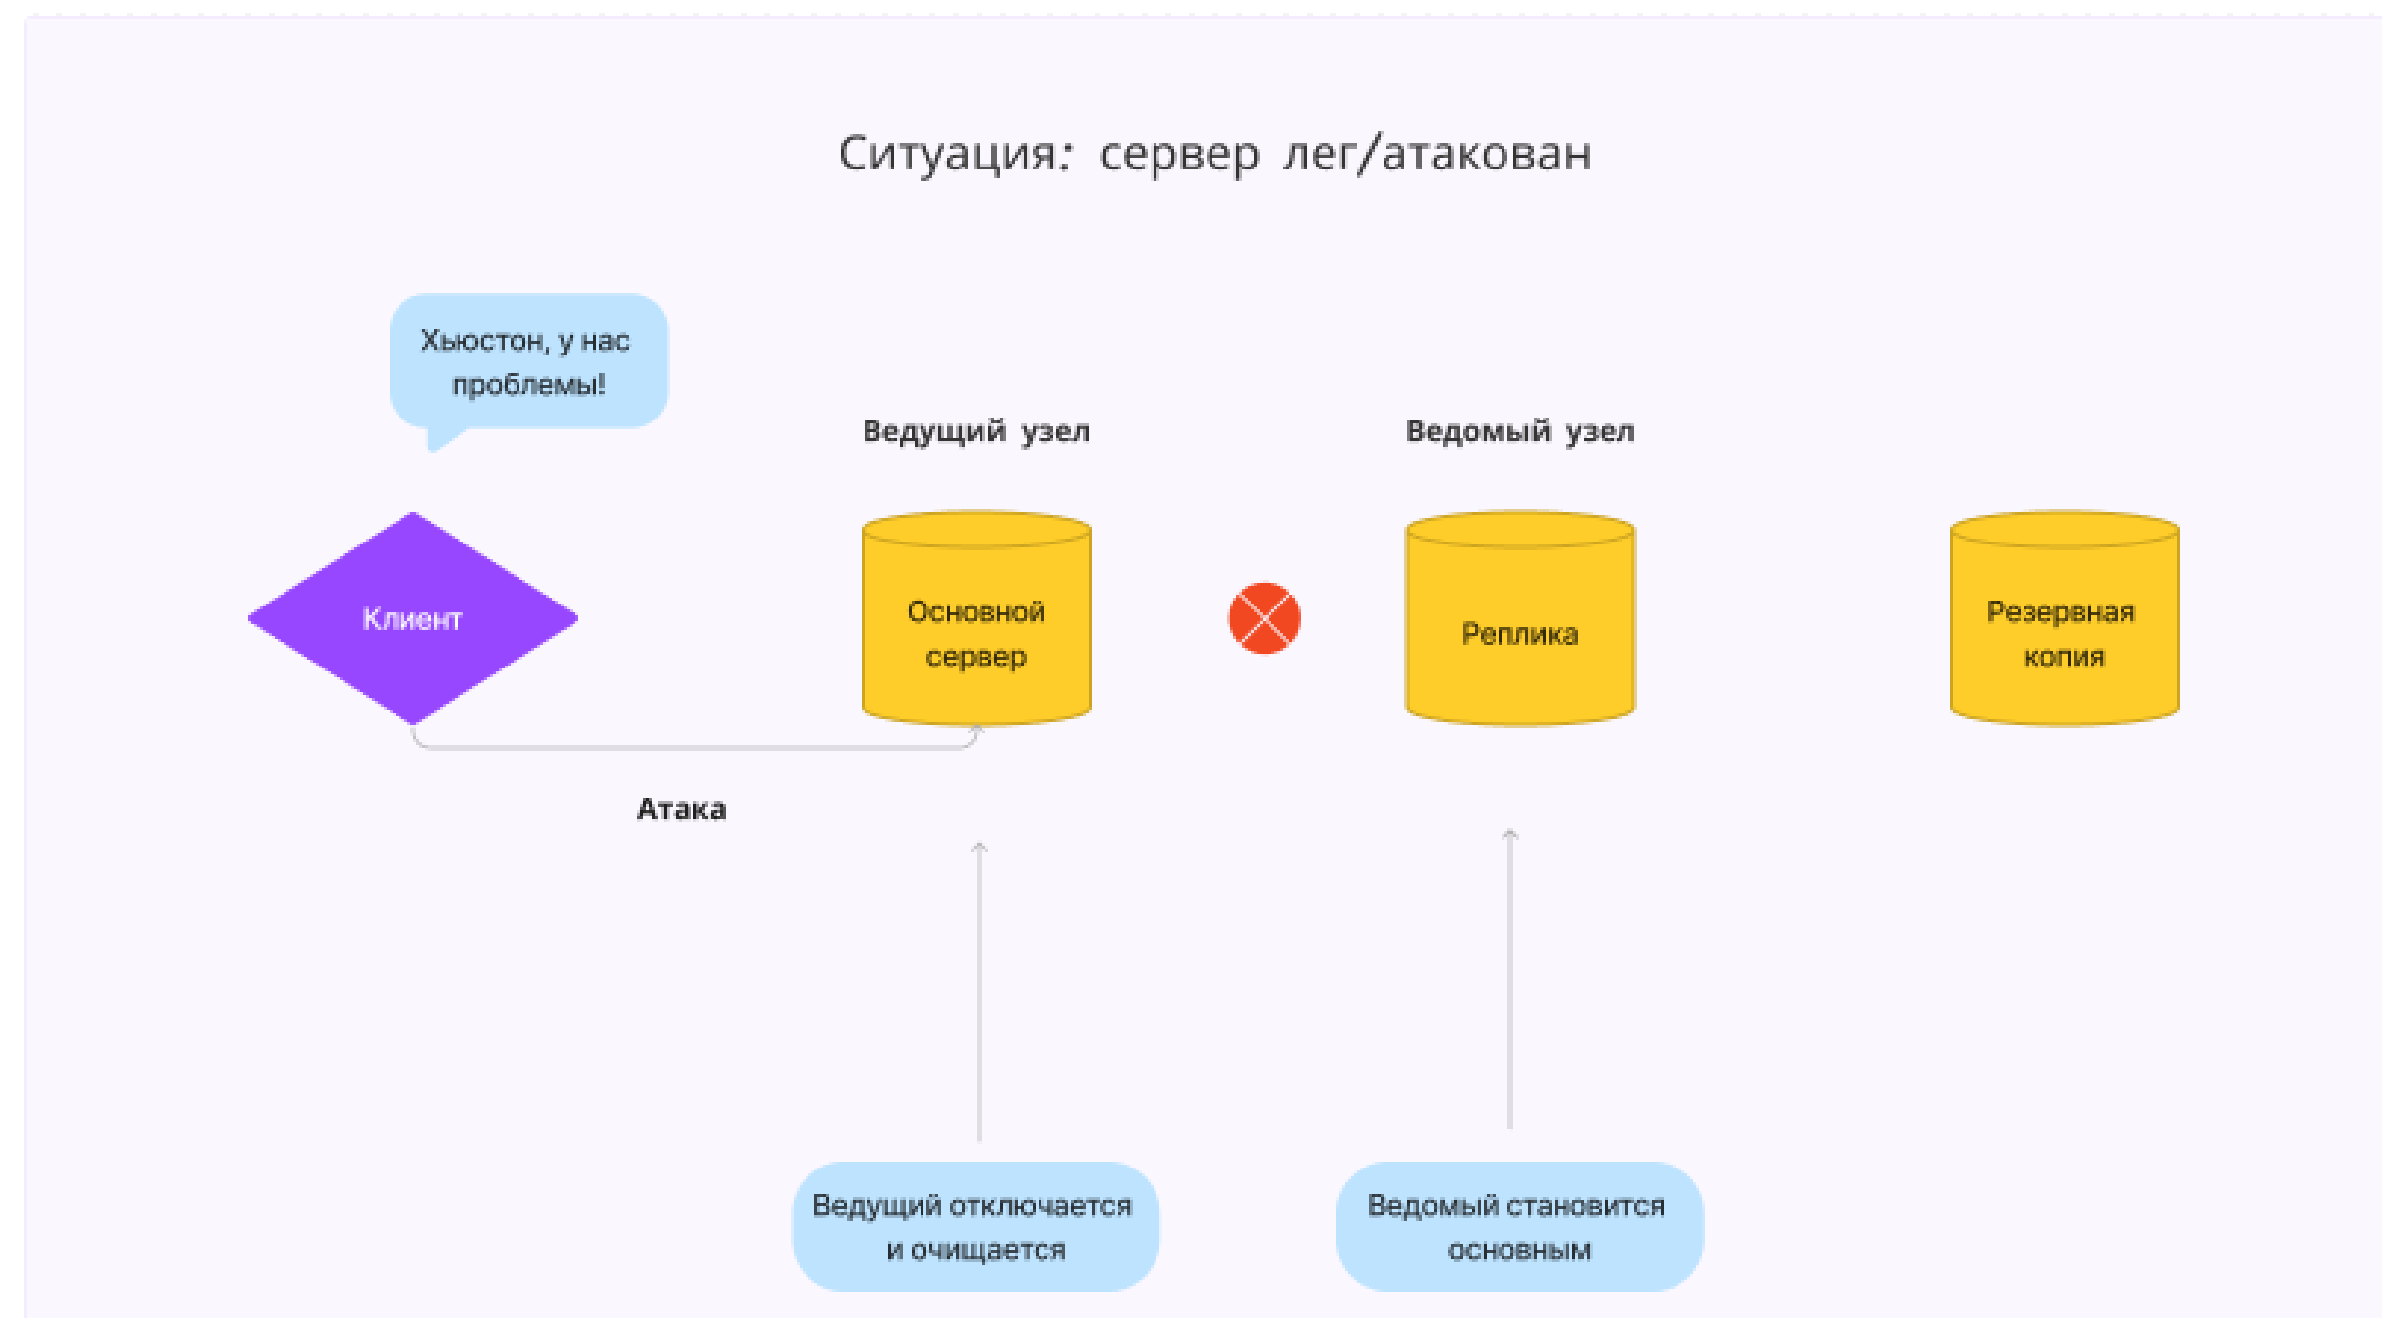 Ситуация: сервер лег/атакован
Хьюстон, у нас
проблемы!
Ведущий узел
Ведомый узел
Клиент
Основной
сервер
Реплика
Резервная
копия
Атака
Ведущий отключается
и очищается
Ведомый становится
основным